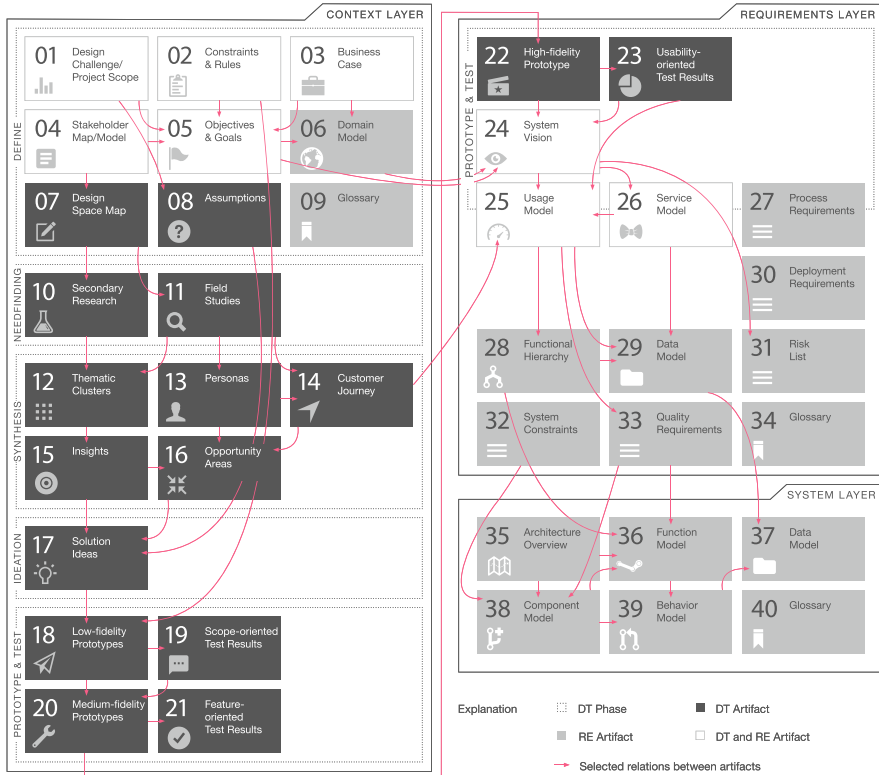 CONTEXT LAYER
DEFINE
01
Design
Challenge/
Project Scope
02
Constraints
& Rules
03
Business
Case
04
Stakeholder
Map/Model
05
Objectives
& Goals
06
Domain
Model
07
Design
Space Map
08
Assumptions
09
Glossary
NEEDFINDING
10
Secondary
Research
11
Field
Studies
SYNTHESIS
12
Thematic
Clusters
13
Personas
14
Customer
Journey
15
Insights
16
Opportunity
Areas
IDEATION
17
Solution
Ideas
PROTOTYPE & TEST
18
Low-fidelity
Prototypes
19
Scope-oriented
Test Results
20
Medium-fidelity
Prototypes
21
Feature-
oriented
Test Results
REQUIREMENTS LAYER
PROTOTYPE & TEST
22
High-fidelity
Prototype
23
Usability-
oriented
Test Results
24
System
Vision
25
Usage
Model
26
Service
Model
27
Process
Requirements
30
Deployment
Requirements
28
Functional
Hierarchy
29
Data
Model
31
Risk
List
32
System
Constraints
33
Quality
Requirements
34
Glossary
SYSTEM LAYER
35
Architecture
Overview
36
Function
Model
37
Data
Model
38
Component
Model
39
Behavior
Model
40
Glossary
Explanation
DT Phase
DT Artifact
RE Artifact
DT and RE Artifact
Selected relations between artifacts